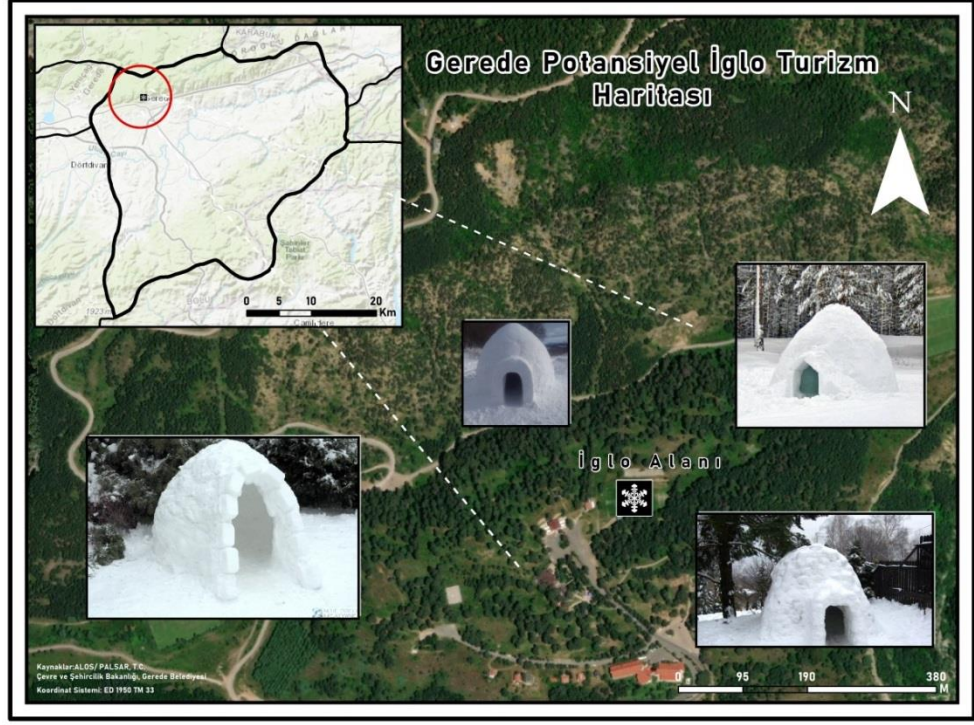 Gerede Potansiyel İglo Turizm
Haritası
N
KARABÜK
Dörtdivan
0 5 10 20
Km
İglo Alanı
Kaynaklar:ALOS/ PALSAR, T.C.
Çevre ve Şehircilik Bakanlığı, Gerede Belediyesi
Koordinat Sistemi: ED 1950 TM 33
0 95 190 380
M